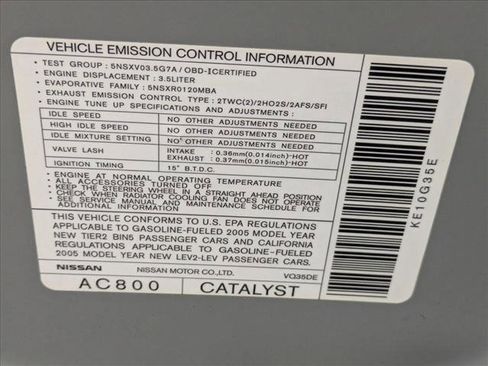 VEHICLE EMISSION CONTROL INFORMATION
• TEST GROUP : 5NSXV03.5G7A / OBD-ICERTIFIED
• ENGINE DISPLACEMENT : 3.5LITER
• EVAPORATIVE FAMILY : 5NSXR0120MBA
• EXHAUST EMISSION CONTROL TYPE : 2TWC(2)/2HO2S/2AFS/SFI
• ENGINE TUNE UP SPECIFICATIONS AND ADJUSTMENTS :
IDLE SPEED NO OTHER ADJUSTMENTS REQUIRED
FAST IDLE SPEED NO OTHER ADJUSTMENTS REQUIRED
IDLE MIXTURE SETTING NO OTHER ADJUSTMENTS REQUIRED
VALVE LASH INTAKE : 0.36mm(0.014inch)-HOT
EXHAUST : 0.37mm(0.015inch)-HOT
IGNITION TIMING 15° B.T.D.C.
• ENGINE AT NORMAL OPERATING TEMPERATURE
• ALL ACCESSORIES TURNED OFF
• KEEP THE STEERING WHEEL IN A STRAIGHT AHEAD POSITION
• CHECK WHEN RADIATOR COOLING FAN DOES NOT OPERATE
• SEE SERVICE MANUAL AND MAINTENANCE SCHEDULE FOR
ADDITIONAL INFORMATION
THIS VEHICLE CONFORMS TO U.S. EPA REGULATIONS
APPLICABLE TO GASOLINE-FUELED 2005 MODEL YEAR
NEW TIER2 BIN5 PASSENGER CARS AND CALIFORNIA
REGULATIONS APPLICABLE TO GASOLINE-FUELED
2005 MODEL YEAR NEW LEV2-LEV PASSENGER CARS.
NISSAN NISSAN MOTOR CO.,LTD. VQ35DE
AC800 CATALYST
KE10G35E